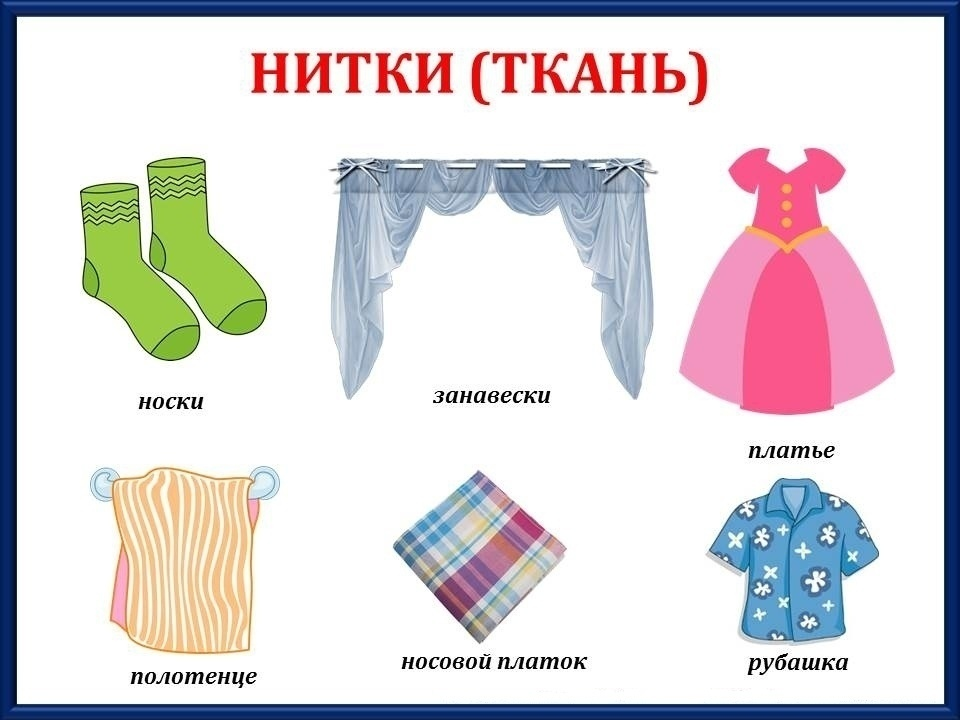 НИТКИ (ТКАНЬ)
носки
занавески
платье
полотенце
носовой платок
рубашка